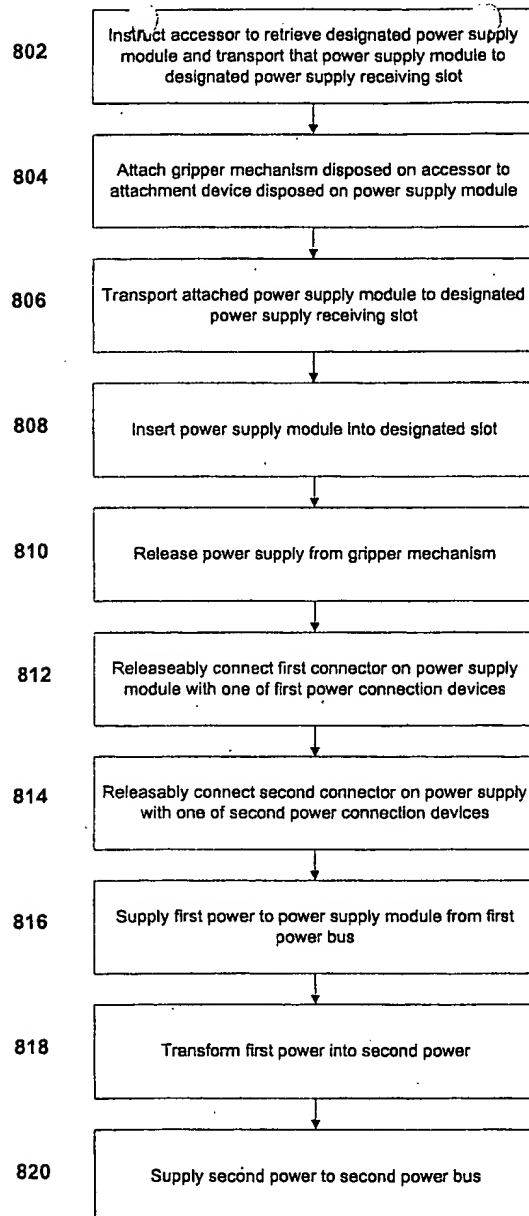 802
Instruct accessor to retrieve designated power supply
module and transport that power supply module to
designated power supply receiving slot
804
Attach gripper mechanism disposed on accessor to
attachment device disposed on power supply module
806
Transport attached power supply module to designated
power supply receiving slot
808
Insert power supply module into designated slot
810
Release power supply from gripper mechanism
812
Releaseably connect first connector on power supply
module with one of first power connection devices
814
Releasably connect second connector on power supply
with one of second power connection devices
816
Supply first power to power supply module from first
power bus
818
Transform first power into second power
820
Supply second power to second power bus